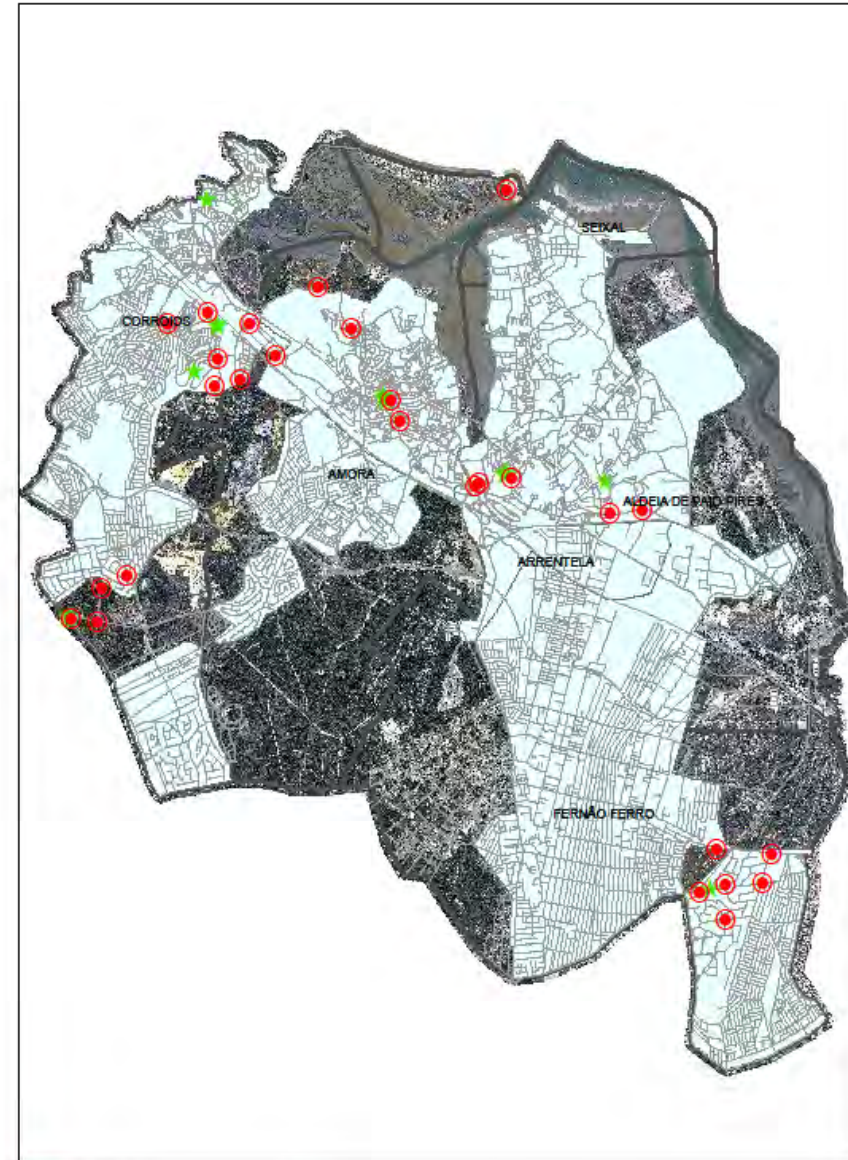 SEIXAL
CORROIOS
AMORA
ALDEIA DE PAIO PIRES
ARRENTELA
FERNÃO FERRO